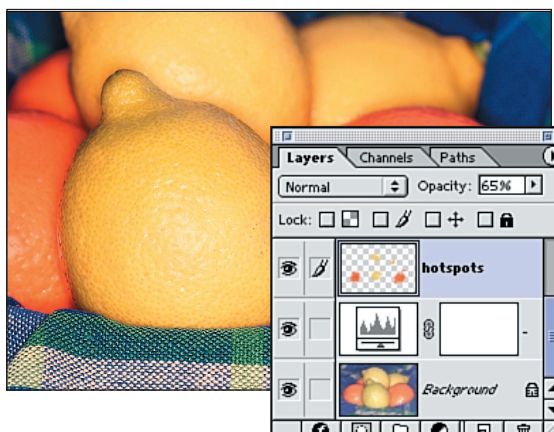 Layers Channels Paths
Normal Opacity: 65%
Lock:
hotspots
-
Background